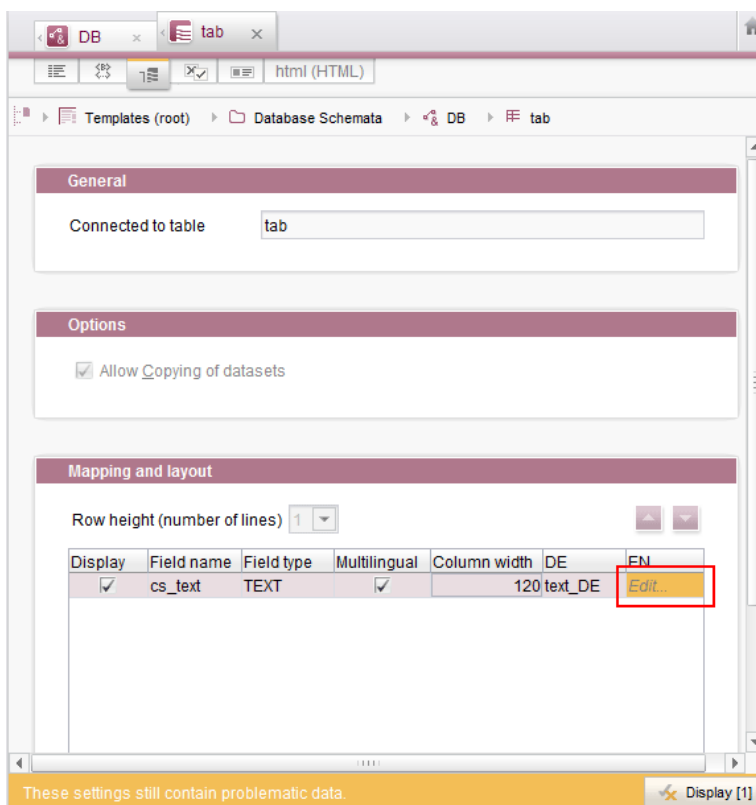 DB
tab
html (HTML)
Templates (root) Database Schemata DB tab
General
Connected to table tab
Options
Allow Copying of datasets
Mapping and layout
Row height (number of lines) 1
Display Field name Field type Multilingual Column width DE EN
cs_text TEXT 120 text_DE Edit...
These settings still contain problematic data. Display [1]